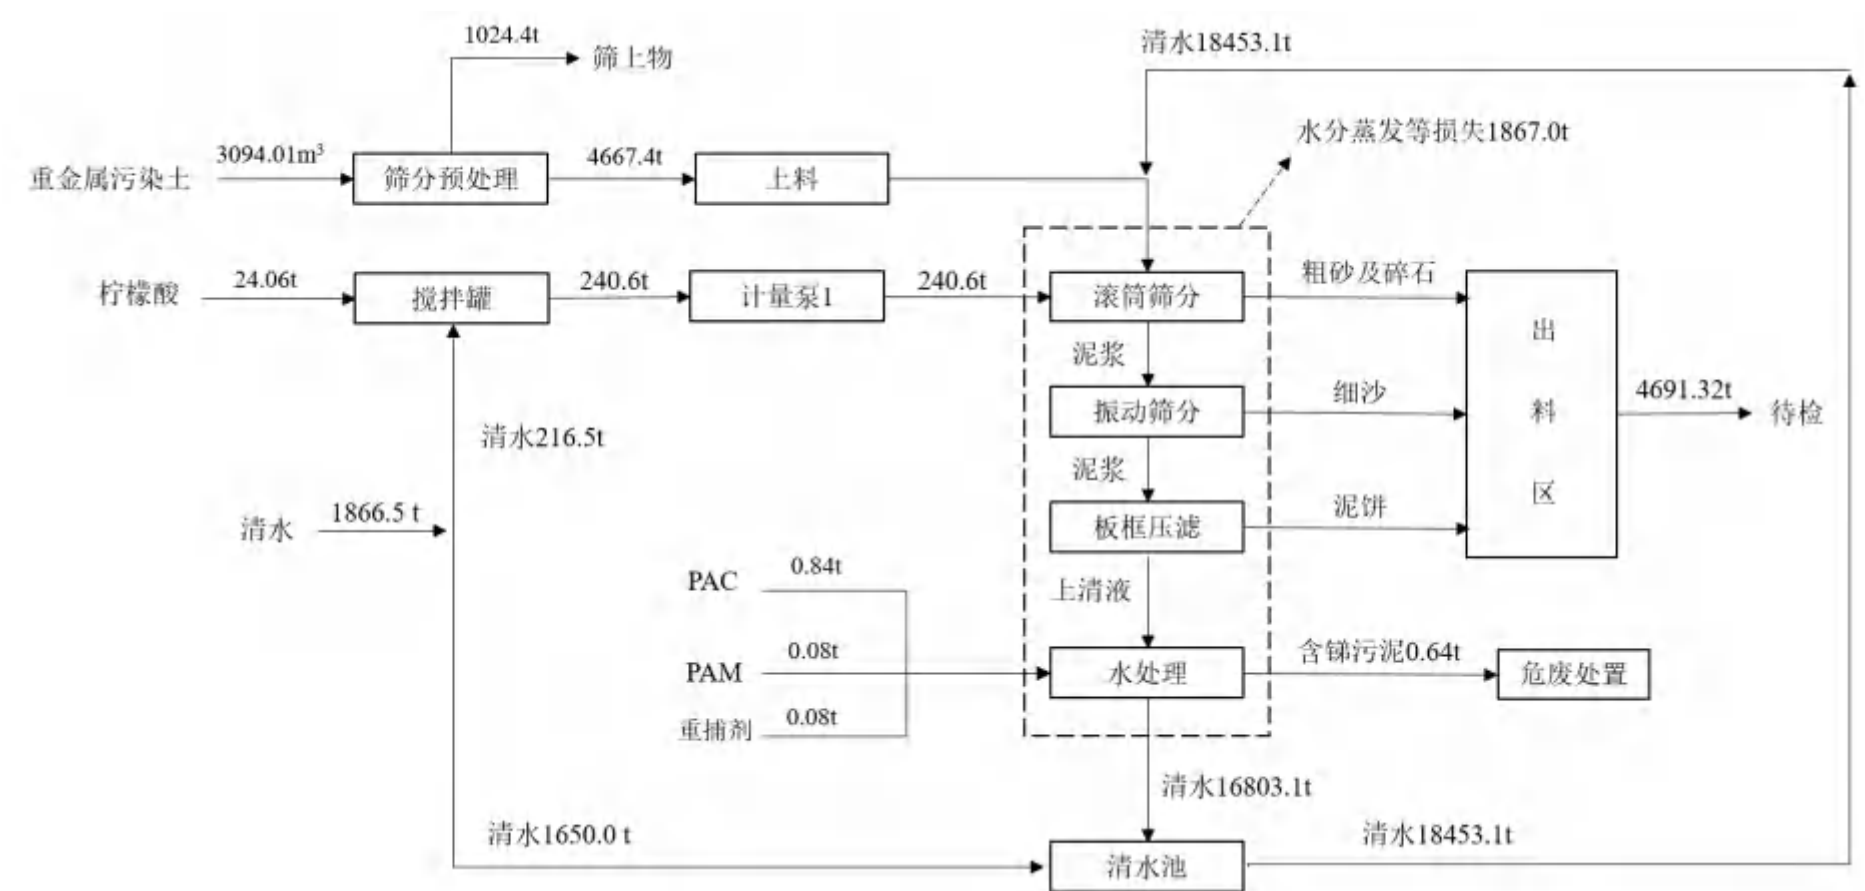 1024.4t
筛上物
清水18453.1t
水分蒸发等损失1867.0t
重金属污染土
3094.01m³
筛分预处理
4667.4t
上料
柠檬酸
24.06t
搅拌罐
240.6t
计量泵1
240.6t
滚筒筛分
粗砂及碎石
出料区
泥浆
振动筛分
细沙
4691.32t
待检
清水216.5t
泥浆
清水
1866.5 t
板框压滤
泥饼
PAC
0.84t
上清液
PAM
0.08t
水处理
含锑污泥0.64t
危废处置
重捕剂
0.08t
清水16803.1t
清水1650.0 t
清水池
清水18453.1t